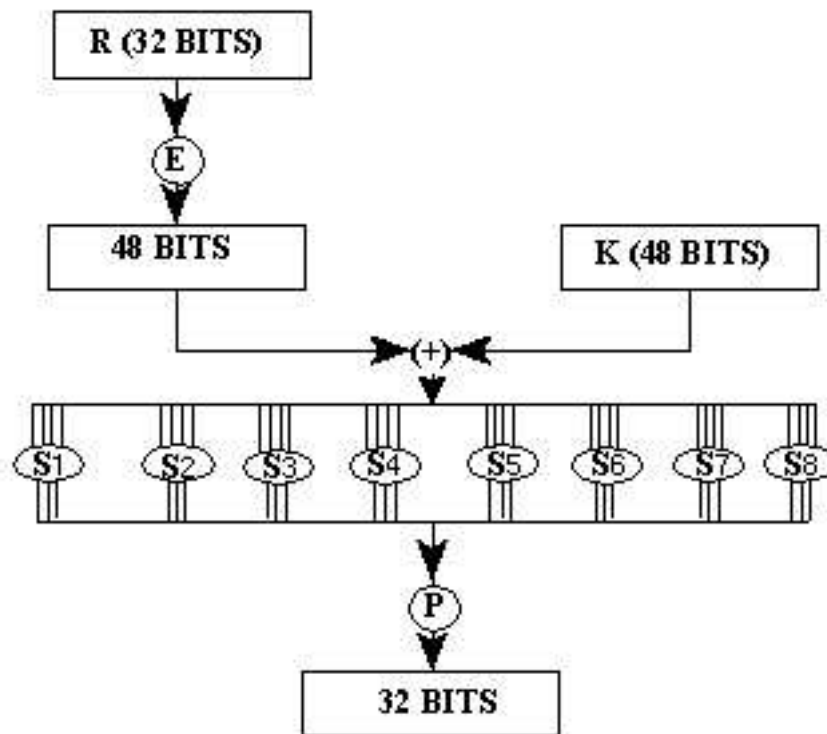 R (32 BITS)
E
48 BITS
K (48 BITS)
(+)
S1 S2 S3 S4 S5 S6 S7 S8
P
32 BITS